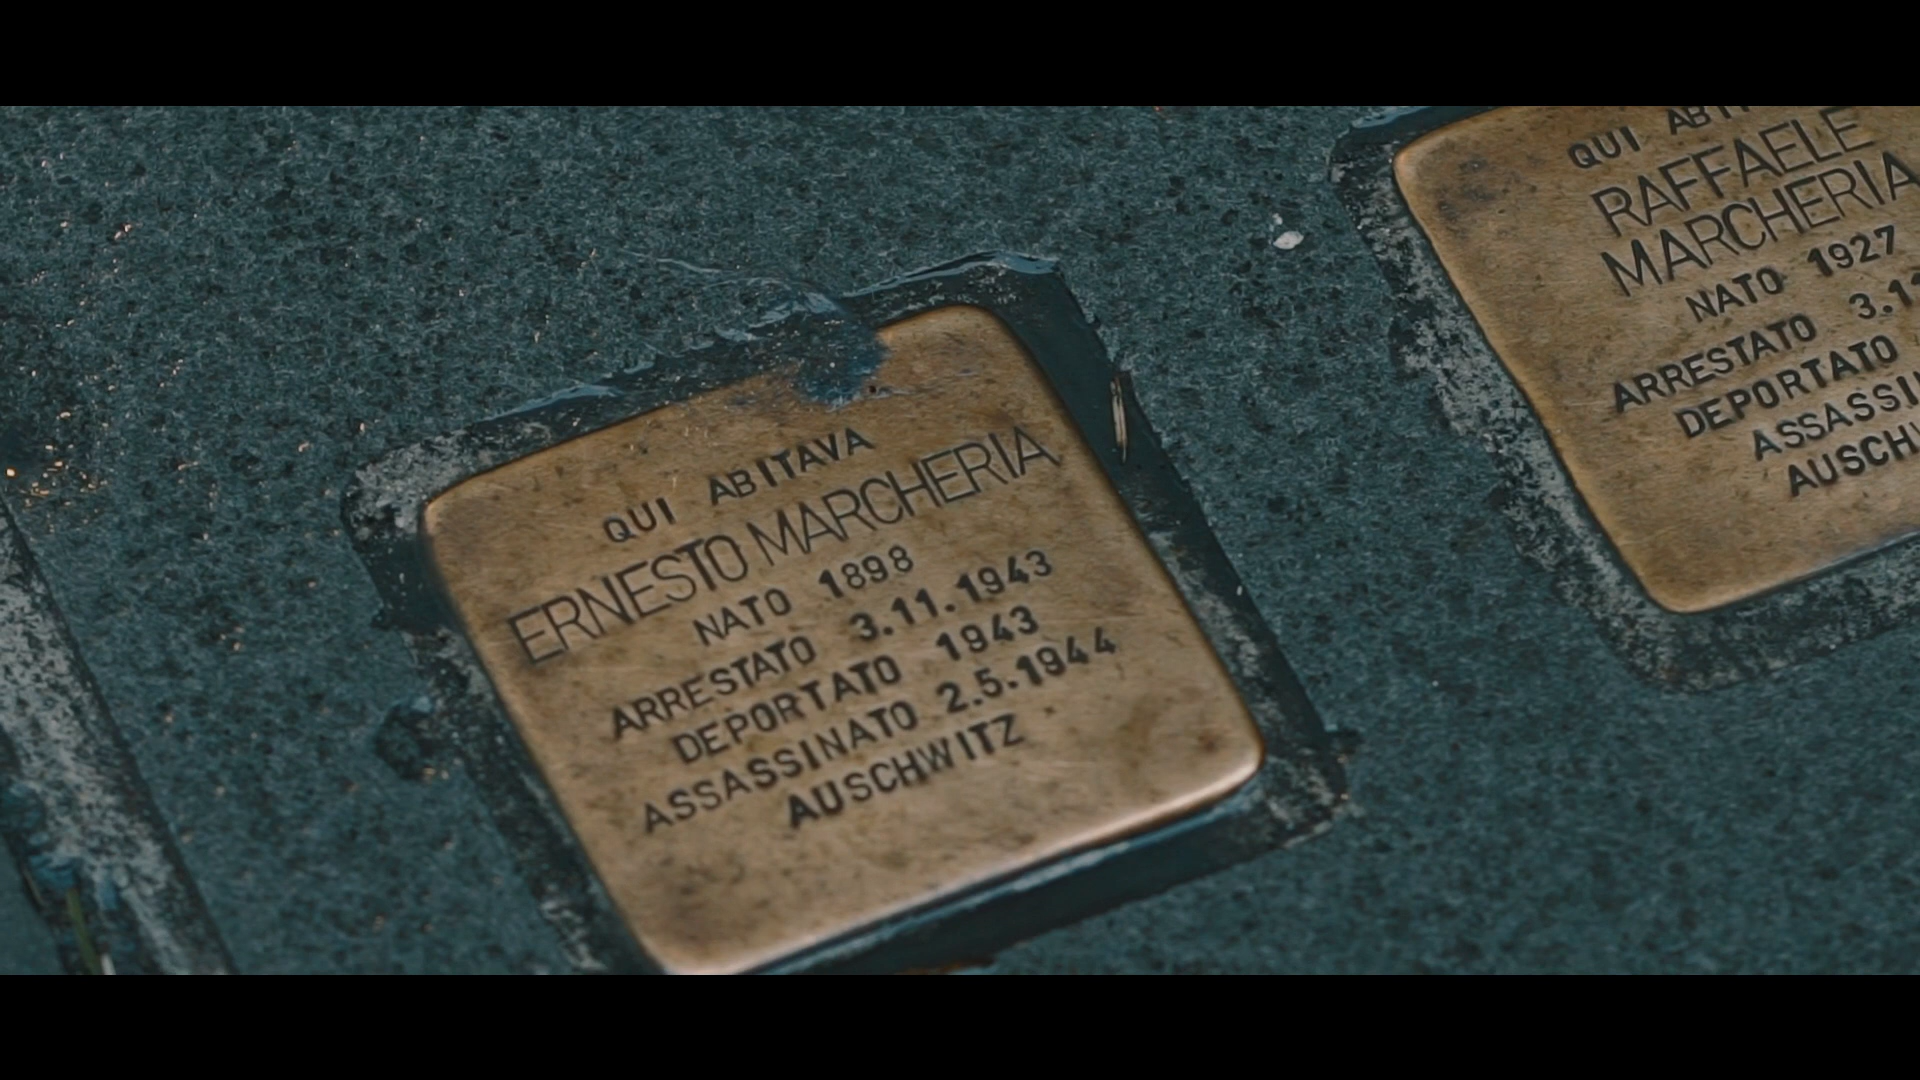 QUI ABITAVA
ERNESTO MARCHERIA
NATO 1898
ARRESTATO 3.11.1943
DEPORTATO 1943
ASSASSINATO 2.5.1944
AUSCHWITZ
QUI
RAFFAELE
MARCHERIA
NATO 1927
ARRESTATO
DEPORTATO